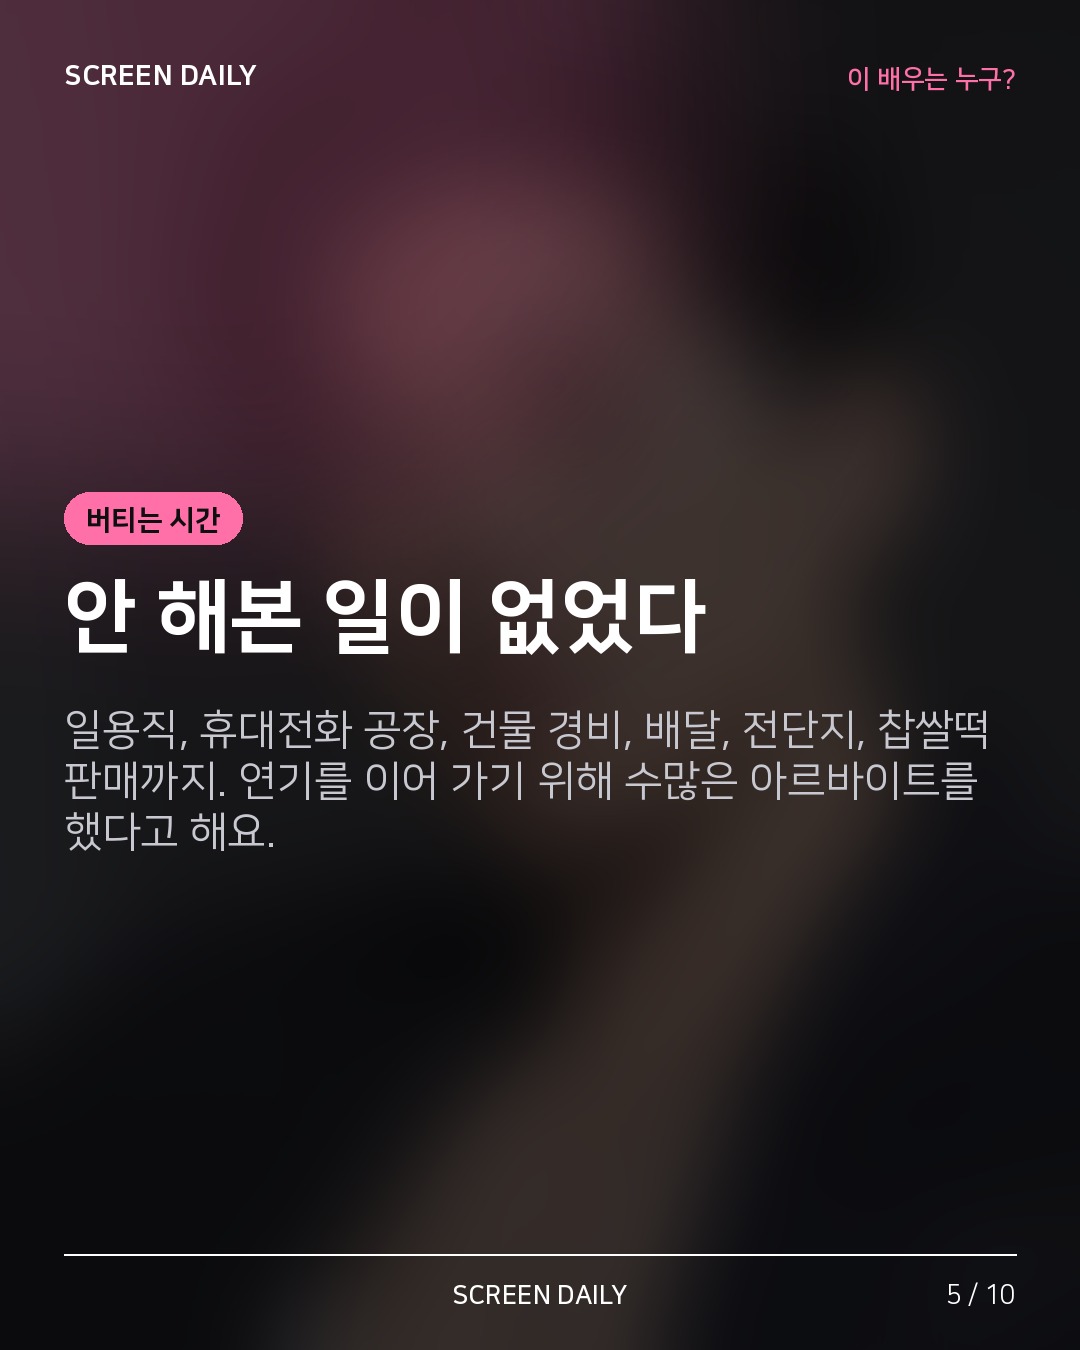 SCREEN DAILY
이 배우는 누구?
버티는 시간
안 해본 일이 없었다
일용직, 휴대전화 공장, 건물 경비, 배달, 전단지, 찹쌀떡
판매까지. 연기를 이어 가기 위해 수많은 아르바이트를
했다고 해요.
SCREEN DAILY
5 / 10